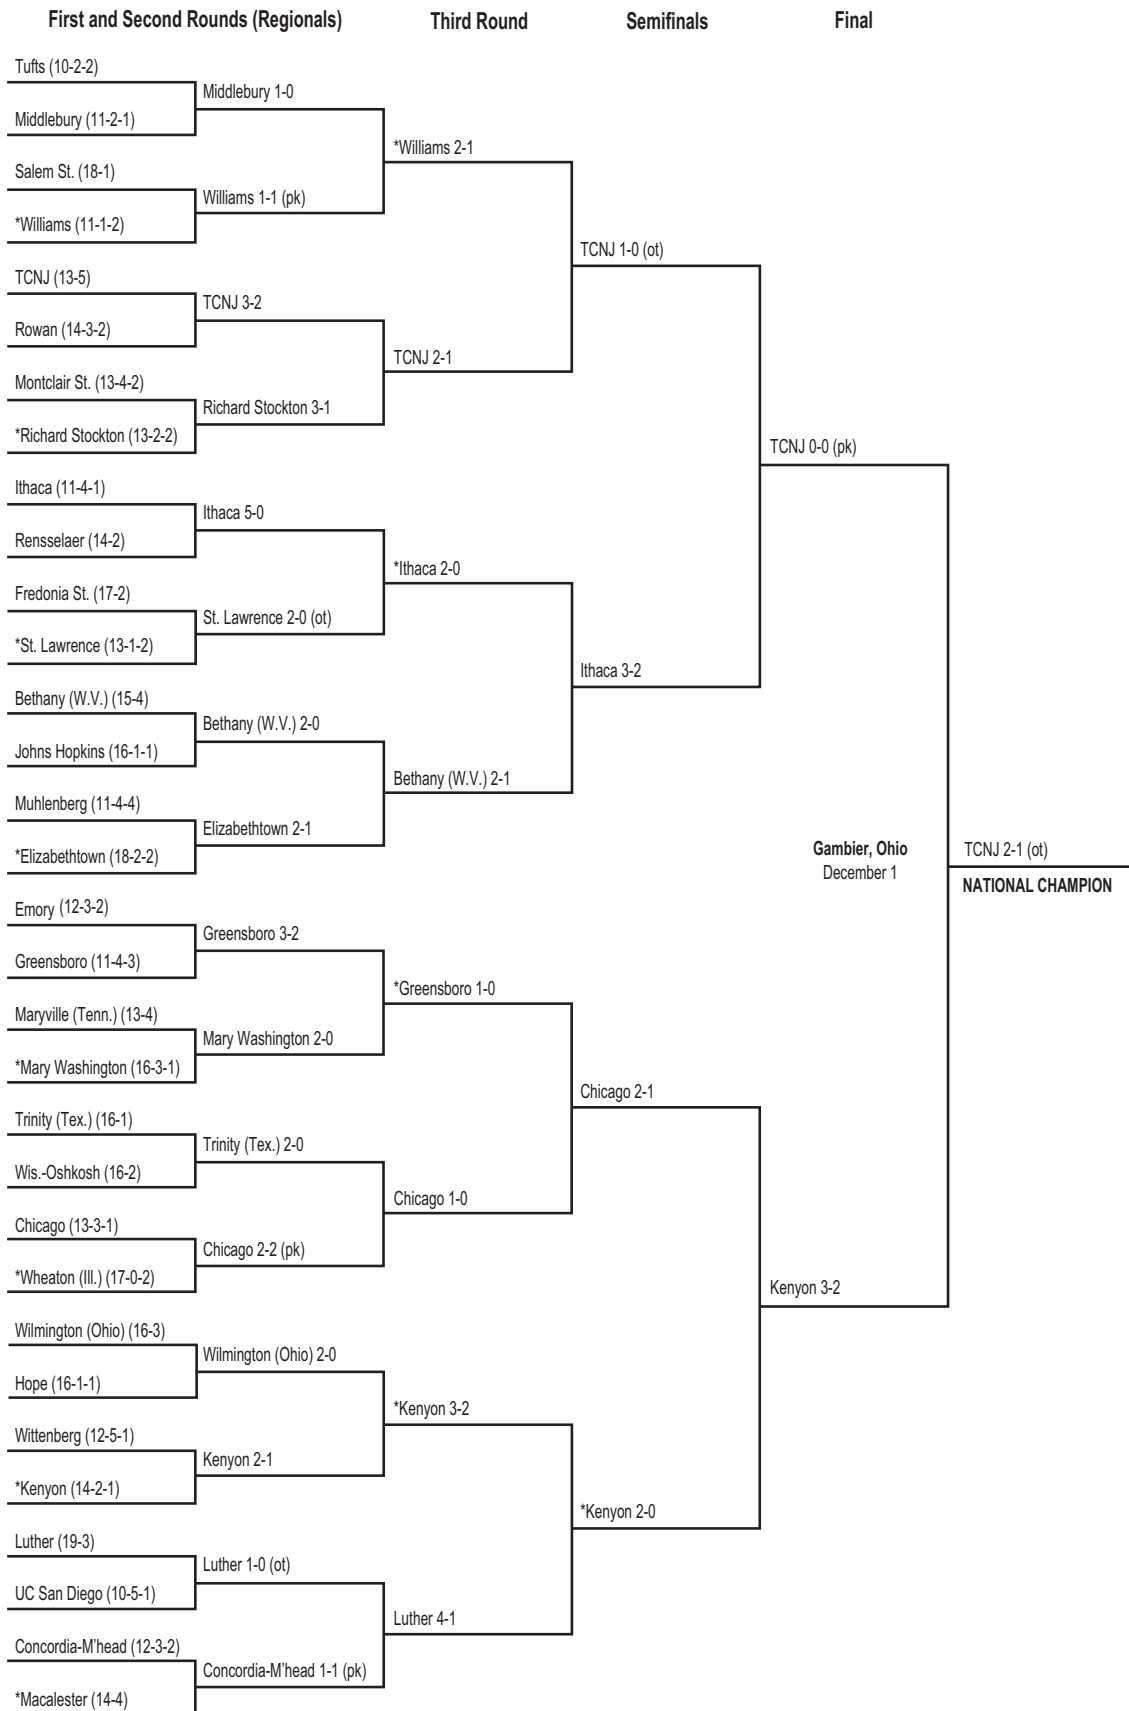 First and Second Rounds (Regionals)
Third Round
Semifinals
Final
Tufts (10-2-2)
Middlebury 1-0
Middlebury (11-2-1)
*Williams 2-1
Salem St. (18-1)
Williams 1-1 (pk)
*Williams (11-1-2)
TCNJ 1-0 (ot)
TCNJ (13-5)
TCNJ 3-2
Rowan (14-3-2)
TCNJ 2-1
Montclair St. (13-4-2)
Richard Stockton 3-1
*Richard Stockton (13-2-2)
TCNJ 0-0 (pk)
Ithaca (11-4-1)
Ithaca 5-0
Rensselaer (14-2)
*Ithaca 2-0
Fredonia St. (17-2)
St. Lawrence 2-0 (ot)
*St. Lawrence (13-1-2)
Ithaca 3-2
Bethany (W.V.) (15-4)
Bethany (W.V.) 2-0
Johns Hopkins (16-1-1)
Bethany (W.V.) 2-1
Muhlenberg (11-4-4)
Elizabethtown 2-1
*Elizabethtown (18-2-2)
Gambier, Ohio
December 1
TCNJ 2-1 (ot)
NATIONAL CHAMPION
Emory (12-3-2)
Greensboro 3-2
Greensboro (11-4-3)
*Greensboro 1-0
Maryville (Tenn.) (13-4)
Mary Washington 2-0
*Mary Washington (16-3-1)
Chicago 2-1
Trinity (Tex.) (16-1)
Trinity (Tex.) 2-0
Wis.-Oshkosh (16-2)
Chicago 1-0
Chicago (13-3-1)
Chicago 2-2 (pk)
*Wheaton (Ill.) (17-0-2)
Kenyon 3-2
Wilmington (Ohio) (16-3)
Wilmington (Ohio) 2-0
Hope (16-1-1)
*Kenyon 3-2
Wittenberg (12-5-1)
Kenyon 2-1
*Kenyon (14-2-1)
*Kenyon 2-0
Luther (19-3)
Luther 1-0 (ot)
UC San Diego (10-5-1)
Luther 4-1
Concordia-M'head (12-3-2)
Concordia-M'head 1-1 (pk)
*Macalester (14-4)